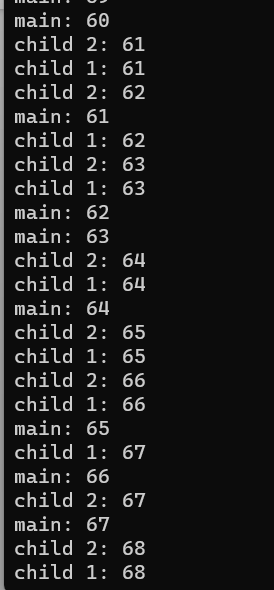 main: 60
child 2: 61
child 1: 61
child 2: 62
main: 61
child 1: 62
child 2: 63
child 1: 63
main: 62
main: 63
child 2: 64
child 1: 64
main: 64
child 2: 65
child 1: 65
child 2: 66
child 1: 66
main: 65
child 1: 67
main: 66
child 2: 67
main: 67
child 2: 68
child 1: 68